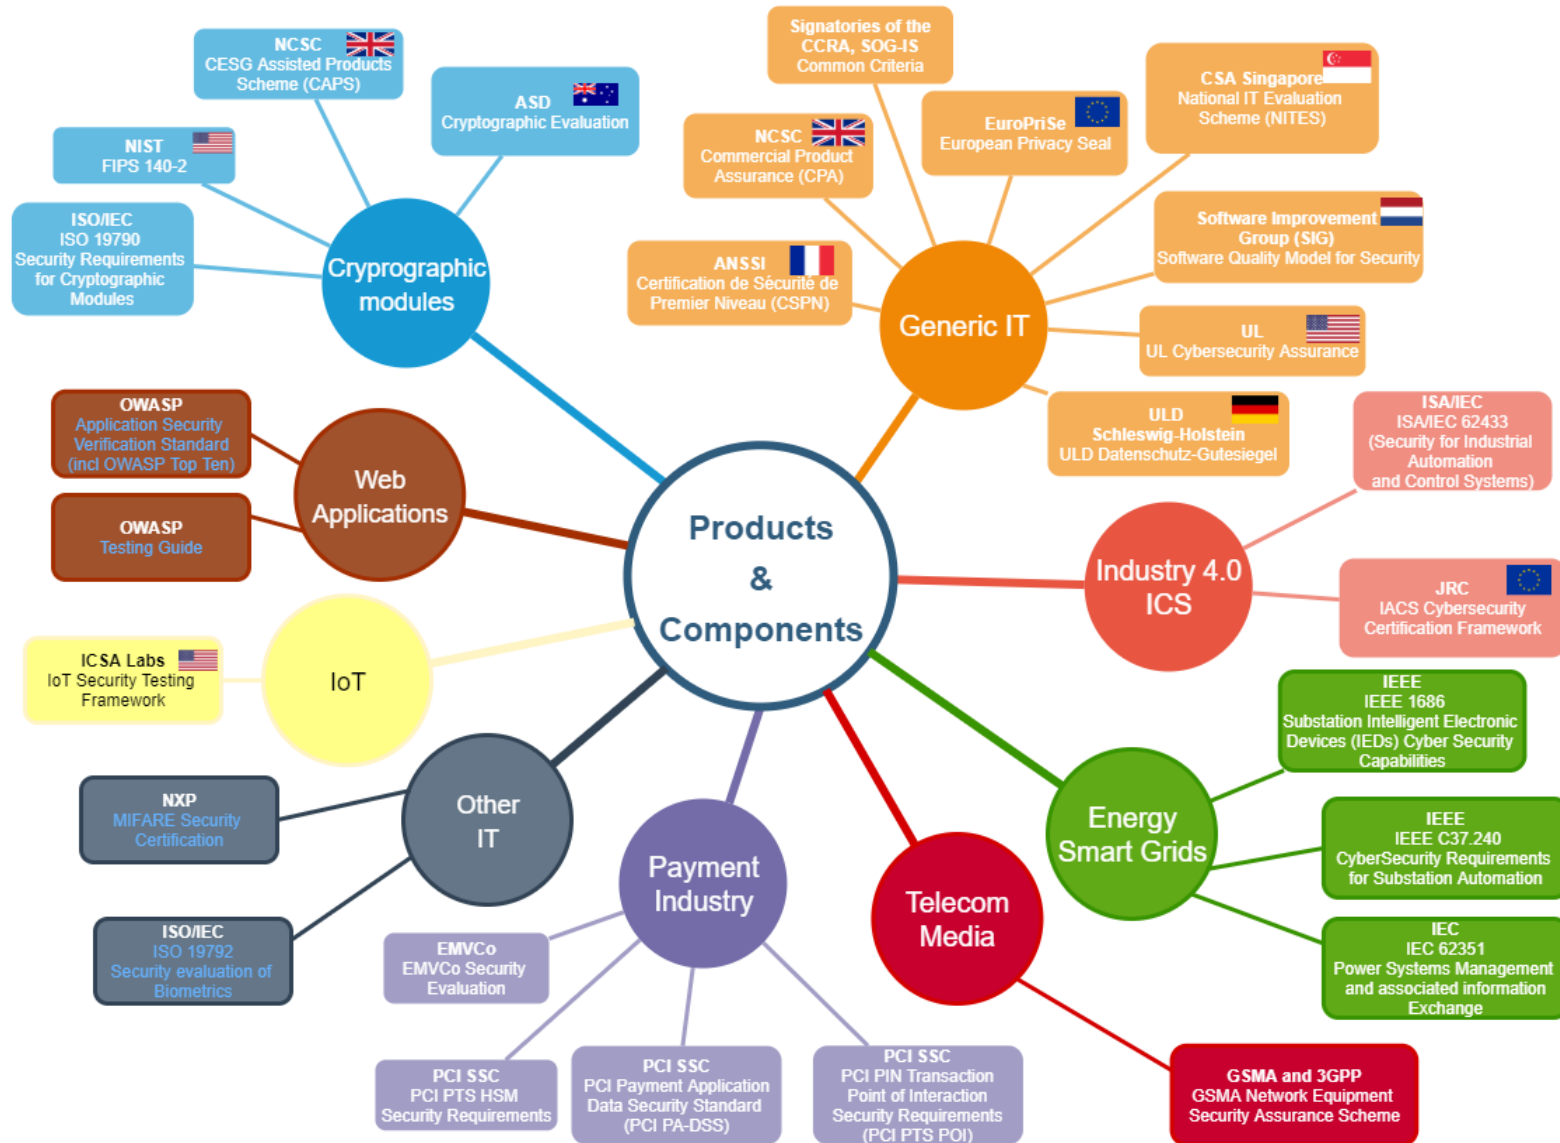 NCSC
CESG Assisted Products
Scheme (CAPS)
ASD
Cryptographic Evaluation
NIST
FIPS 140-2
ISO/IEC
ISO 19790
Security Requirements
for Cryptographic
Modules
Cryprographic
modules
Signatories of the
CCRA, SOG-IS
Common Criteria
NCSC
Commercial Product
Assurance (CPA)
EuroPriSe
European Privacy Seal
CSA Singapore
National IT Evaluation
Scheme (NITES)
ANSSI
Certification de Sécurité de
Premier Niveau (CSPN)
Software Improvement
Group (SIG)
Software Quality Model for Security
Generic IT
UL
UL Cybersecurity Assurance
ULD
Schleswig-Holstein
ULD Datenschutz-Gutesiegel
OWASP
Application Security
Verification Standard
(incl OWASP Top Ten)
OWASP
Testing Guide
Web
Applications
Products
&
Components
ISA/IEC
ISA/IEC 62433
(Security for Industrial
Automation
and Control Systems)
Industry 4.0
ICS
JRC
IACS Cybersecurity
Certification Framework
ICSA Labs
IoT Security Testing
Framework
IoT
NXP
MIFARE Security
Certification
ISO/IEC
ISO 19792
Security evaluation of
Biometrics
Other
IT
Payment
Industry
EMVCo
EMVCo Security
Evaluation
PCI SSC
PCI PTS HSM
Security Requirements
PCI SSC
PCI Payment Application
Data Security Standard
(PCI PA-DSS)
PCI SSC
PCI PIN Transaction
Point of Interaction
Security Requirements
(PCI PTS POI)
Telecom
Media
GSMA and 3GPP
GSMA Network Equipment
Security Assurance Scheme
Energy
Smart Grids
IEEE
IEEE 1686
Substation Intelligent Electronic
Devices (IEDs) Cyber Security
Capabilities
IEEE
IEEE C37.240
CyberSecurity Requirements
for Substation Automation
IEC
IEC 62351
Power Systems Management
and associated information
Exchange